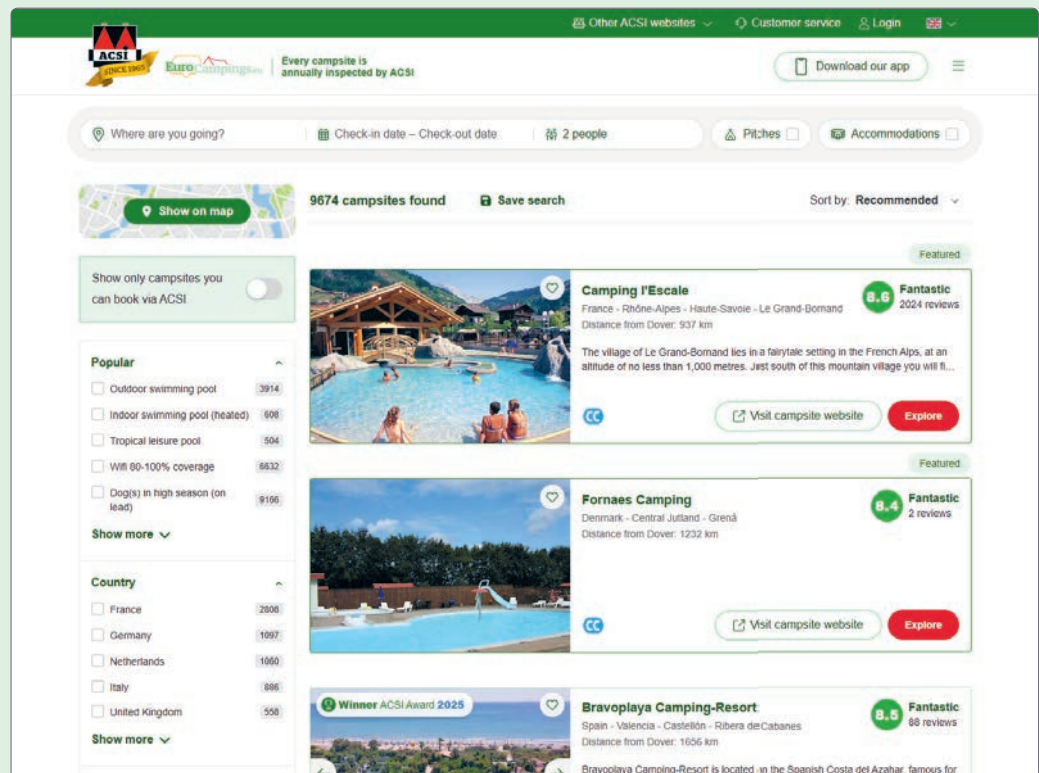 Other ACSI websites
Customer service
Login
ACSI
SINCE 1965
EuroCampings.eu
Every campsite is
annually inspected by ACSI
Download our app
Where are you going?
Check-in date – Check-out date
2 people
Pitches
Accommodations
Show on map
9674 campsites found
Save search
Sort by: Recommended
Show only campsites you
can book via ACSI
Popular
Outdoor swimming pool 3914
Indoor swimming pool (heated) 608
Tropical leisure pool 504
Wifi 80-100% coverage 6632
Dog(s) in high season (on
lead) 9166
Show more
Country
France 2808
Germany 1097
Netherlands 1060
Italy 886
United Kingdom 558
Show more
Featured
Camping l'Escale
8.6
Fantastic
2024 reviews
France - Rhône-Alpes - Haute-Savoie - Le Grand-Bornand
Distance from Dover: 937 km
The village of Le Grand-Bornand lies in a fairytale setting in the French Alps, at an
altitude of no less than 1,000 metres. Just south of this mountain village you will fi...
CC
Visit campsite website
Explore
Featured
Fornaes Camping
8.4
Fantastic
2 reviews
Denmark - Central Jutland - Grenå
Distance from Dover: 1232 km
CC
Visit campsite website
Explore
Winner ACSI Award 2025
Bravoplaya Camping-Resort
8.5
Fantastic
88 reviews
Spain - Valencia - Castellón - Ribera de Cabanes
Distance from Dover: 1656 km
Bravoplaya Camping-Resort is located in the Spanish Costa del Azahar, famous for